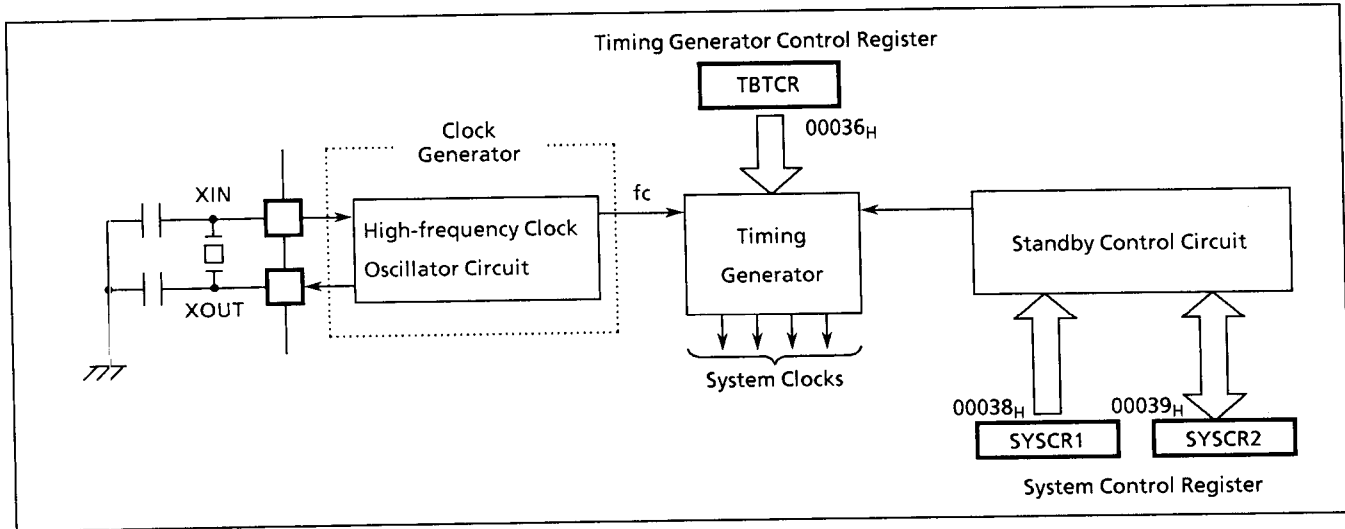 Timing Generator Control Register
TBTCR
00036H
Clock
Generator
XIN
fc
High-frequency Clock
Oscillator Circuit
Timing
Generator
Standby Control Circuit
XOUT
System Clocks
00038H
00039H
SYSCR1
SYSCR2
System Control Register